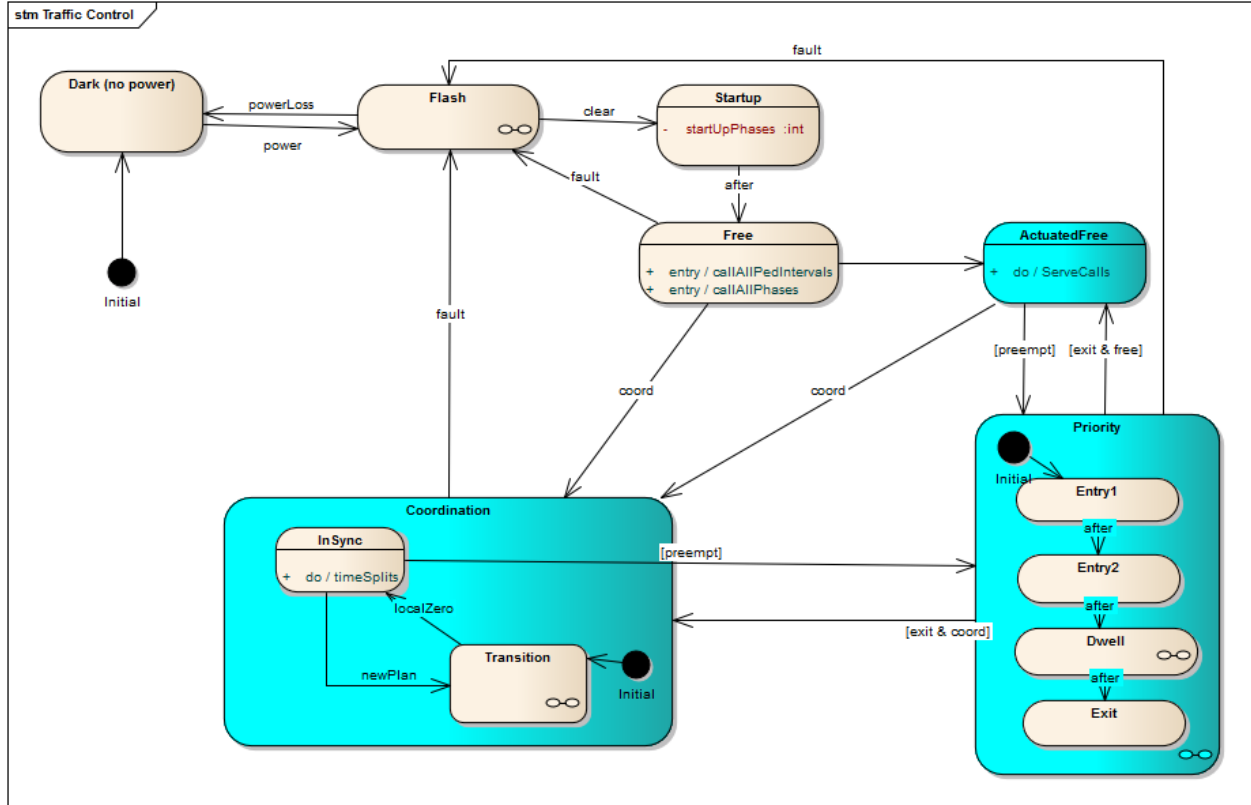 stm Traffic Control
fault
Dark (no power)
powerLoss
power
Flash
clear
Startup
- startUpPhases :int
after
fault
Free
+ entry / callAllPedIntervals
+ entry / callAllPhases
ActuatedFree
+ do / ServeCalls
Initial
fault
[preempt]
[exit & free]
coord
coord
Priority
Initial
Entry1
after
Entry2
after
Dwell
after
Exit
Coordination
InSync
+ do / timeSplits
[preempt]
localZero
[exit & coord]
Transition
newPlan
Initial